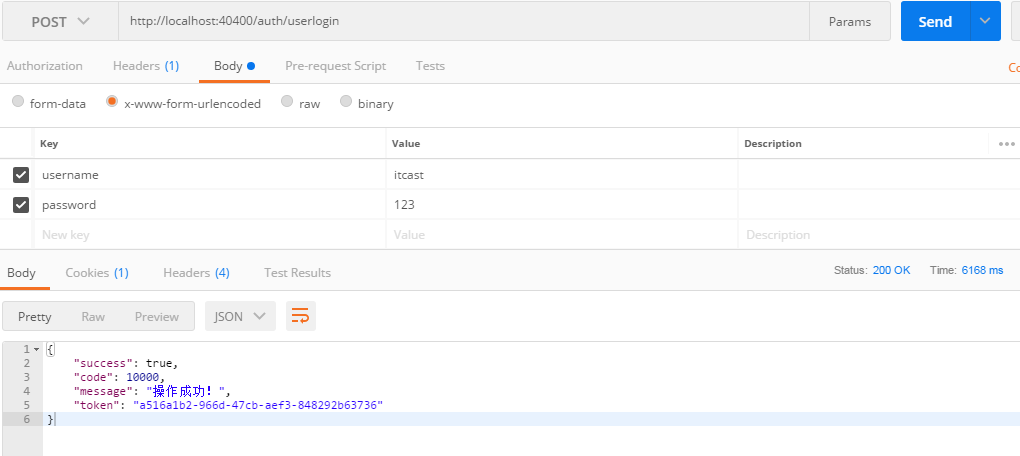 POST http://localhost:40400/auth/userlogin Params Send
Authorization Headers (1) Body Pre-request Script Tests Co
form-data x-www-form-urlencoded raw binary
Key Value Description
username itcast
password 123
New key Value Description
Body Cookies (1) Headers (4) Test Results Status: 200 OK Time: 6168 ms
Pretty Raw Preview JSON
1 {
2 "success": true,
3 "code": 10000,
4 "message": "操作成功！",
5 "token": "a516a1b2-966d-47cb-aef3-848292b63736"
6 }